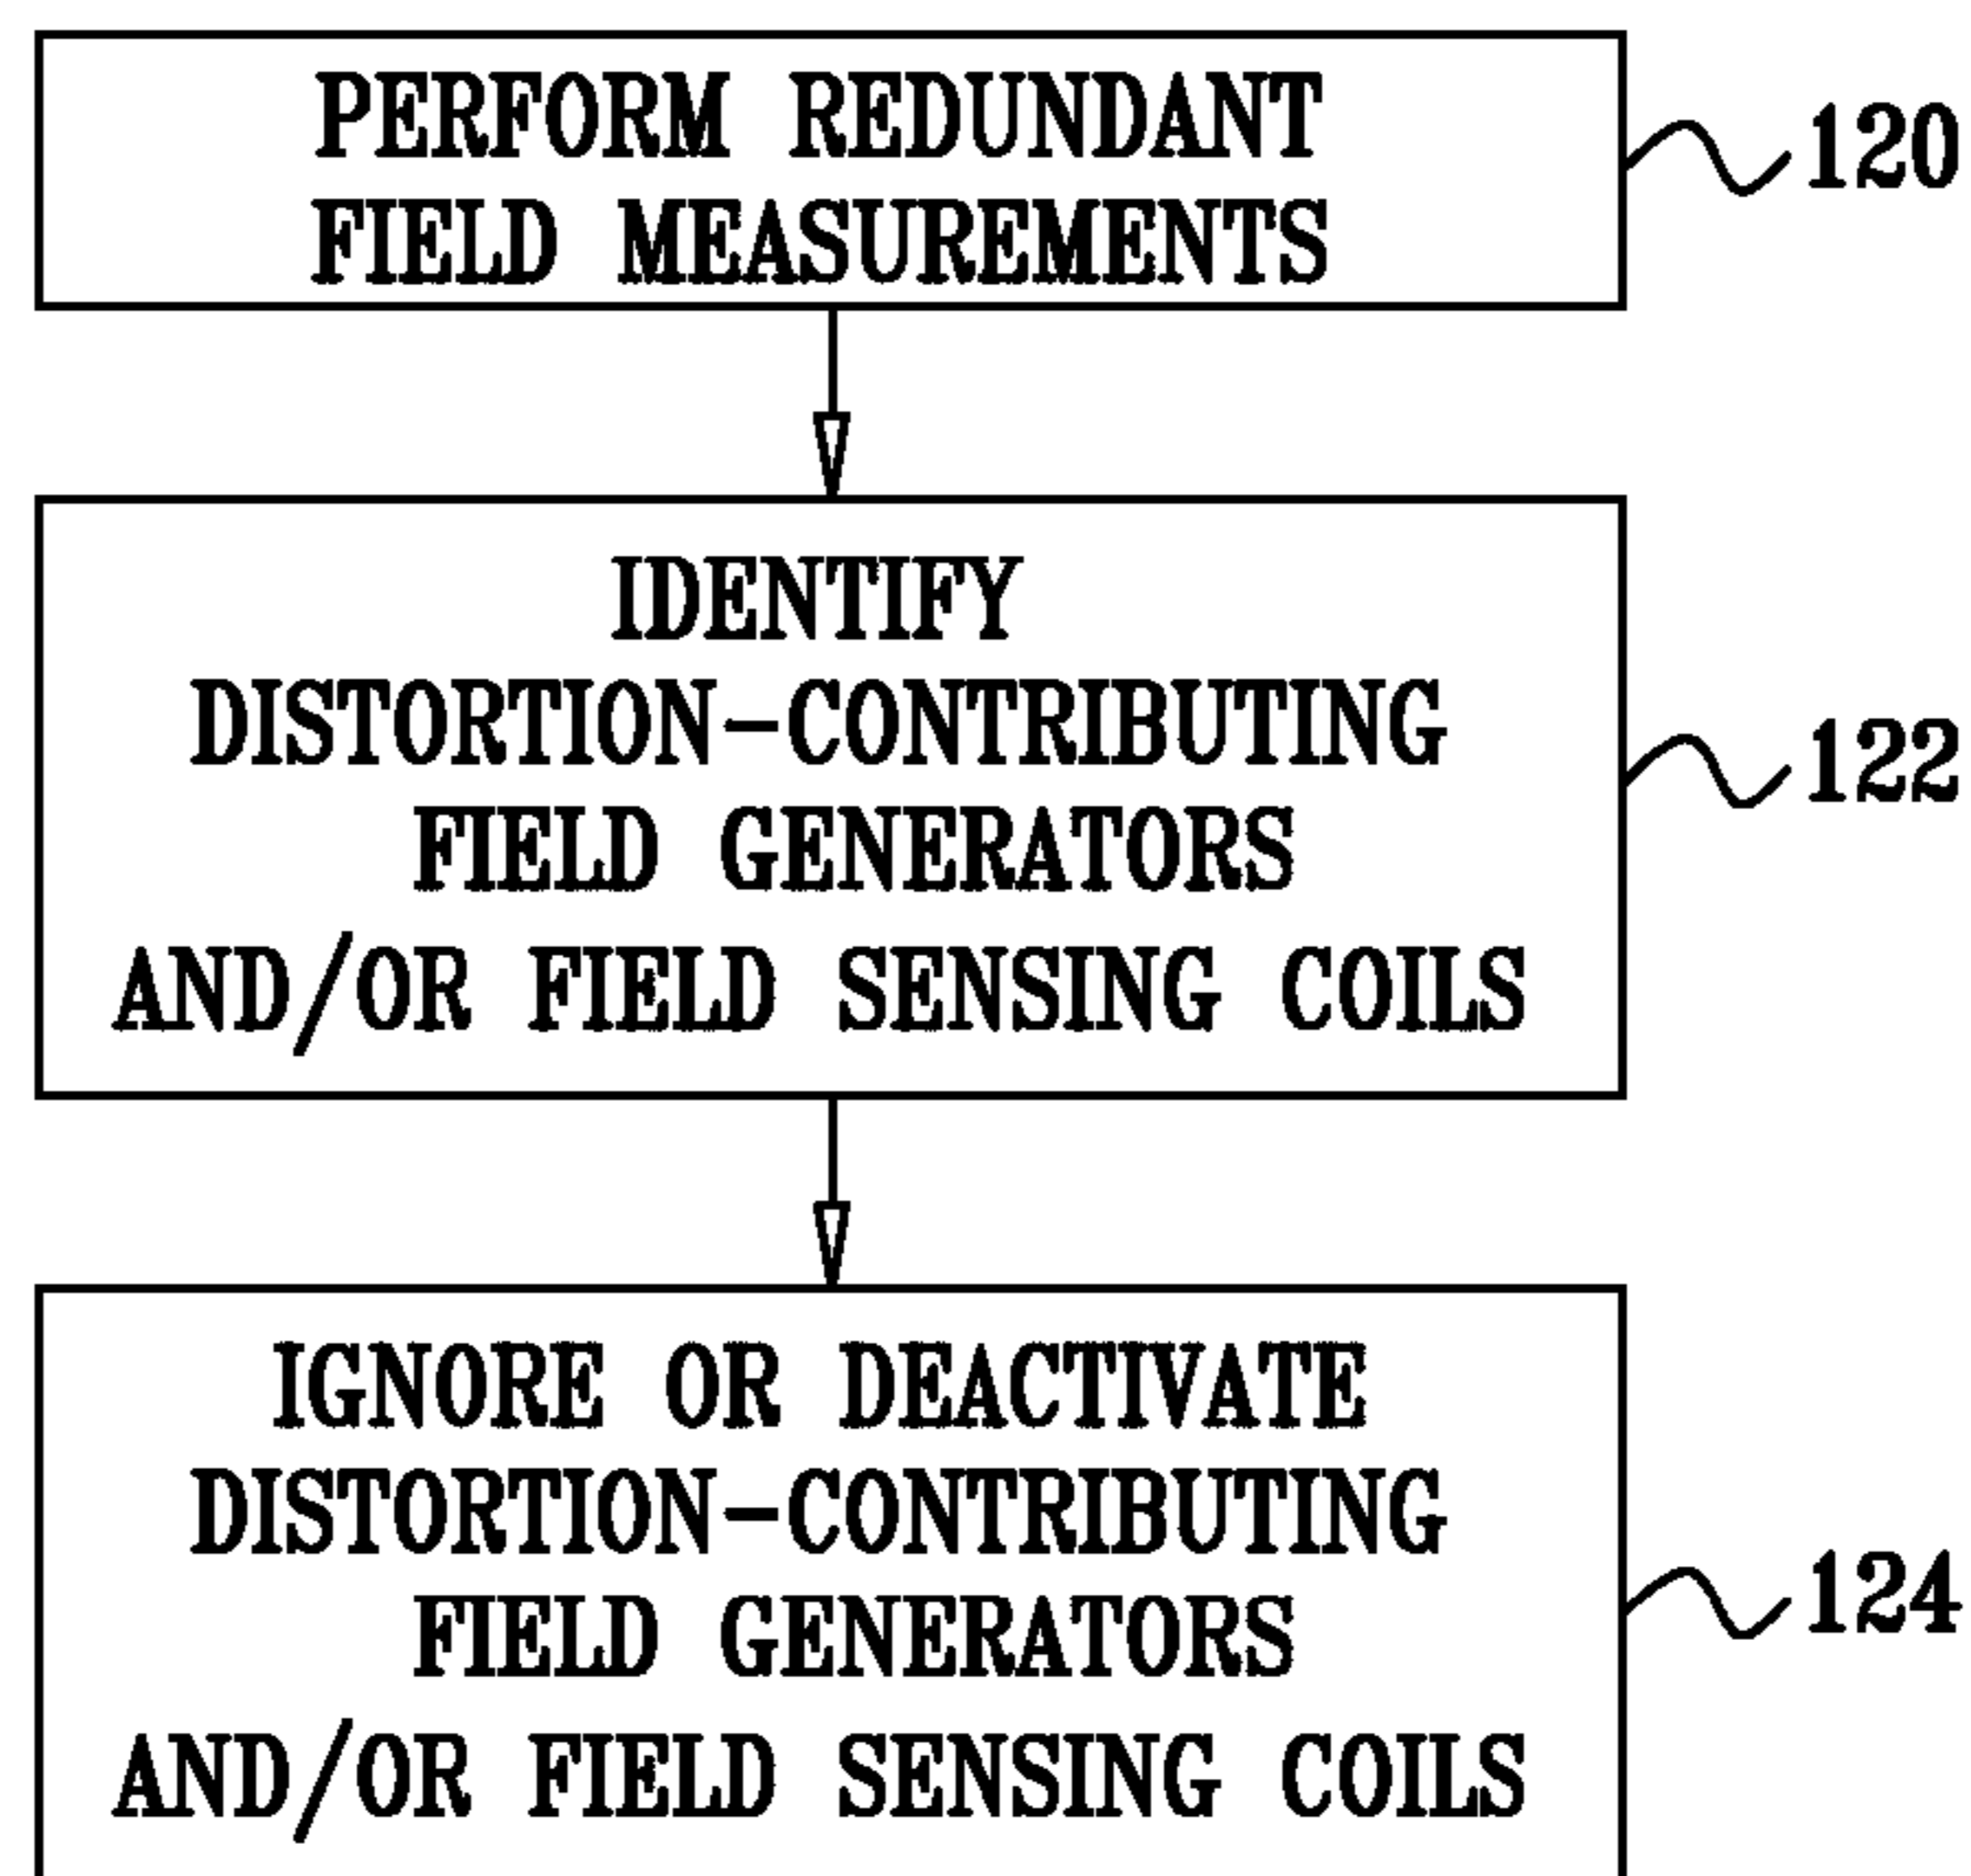 PERFORM REDUNDANT
FIELD MEASUREMENTS
120
IDENTIFY
DISTORTION-CONTRIBUTING
FIELD GENERATORS
AND/OR FIELD SENSING COILS
122
IGNORE OR DEACTIVATE
DISTORTION-CONTRIBUTING
FIELD GENERATORS
AND/OR FIELD SENSING COILS
124